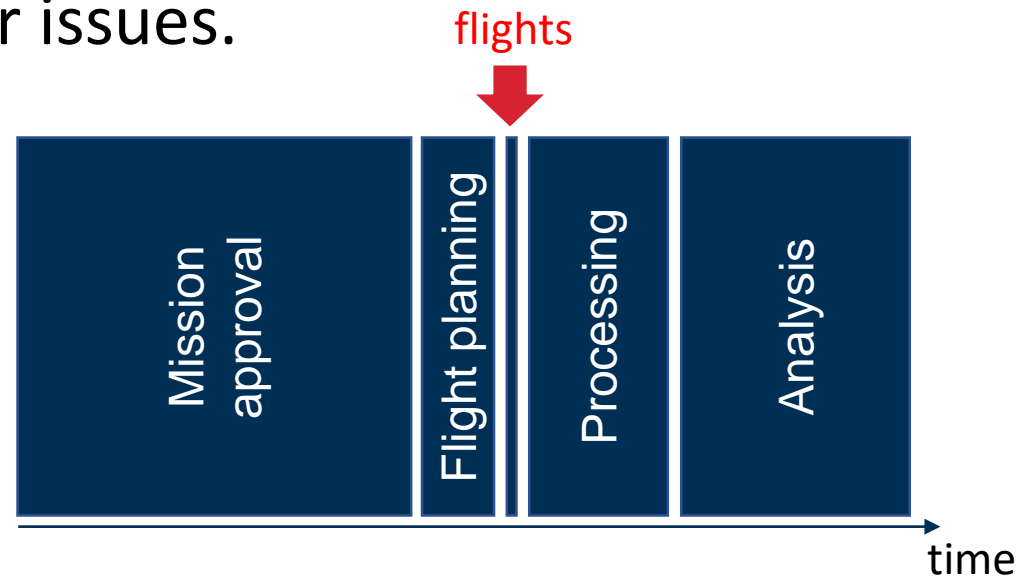 r issues.
flights
Mission
approval
Flight planning
Processing
Analysis
time